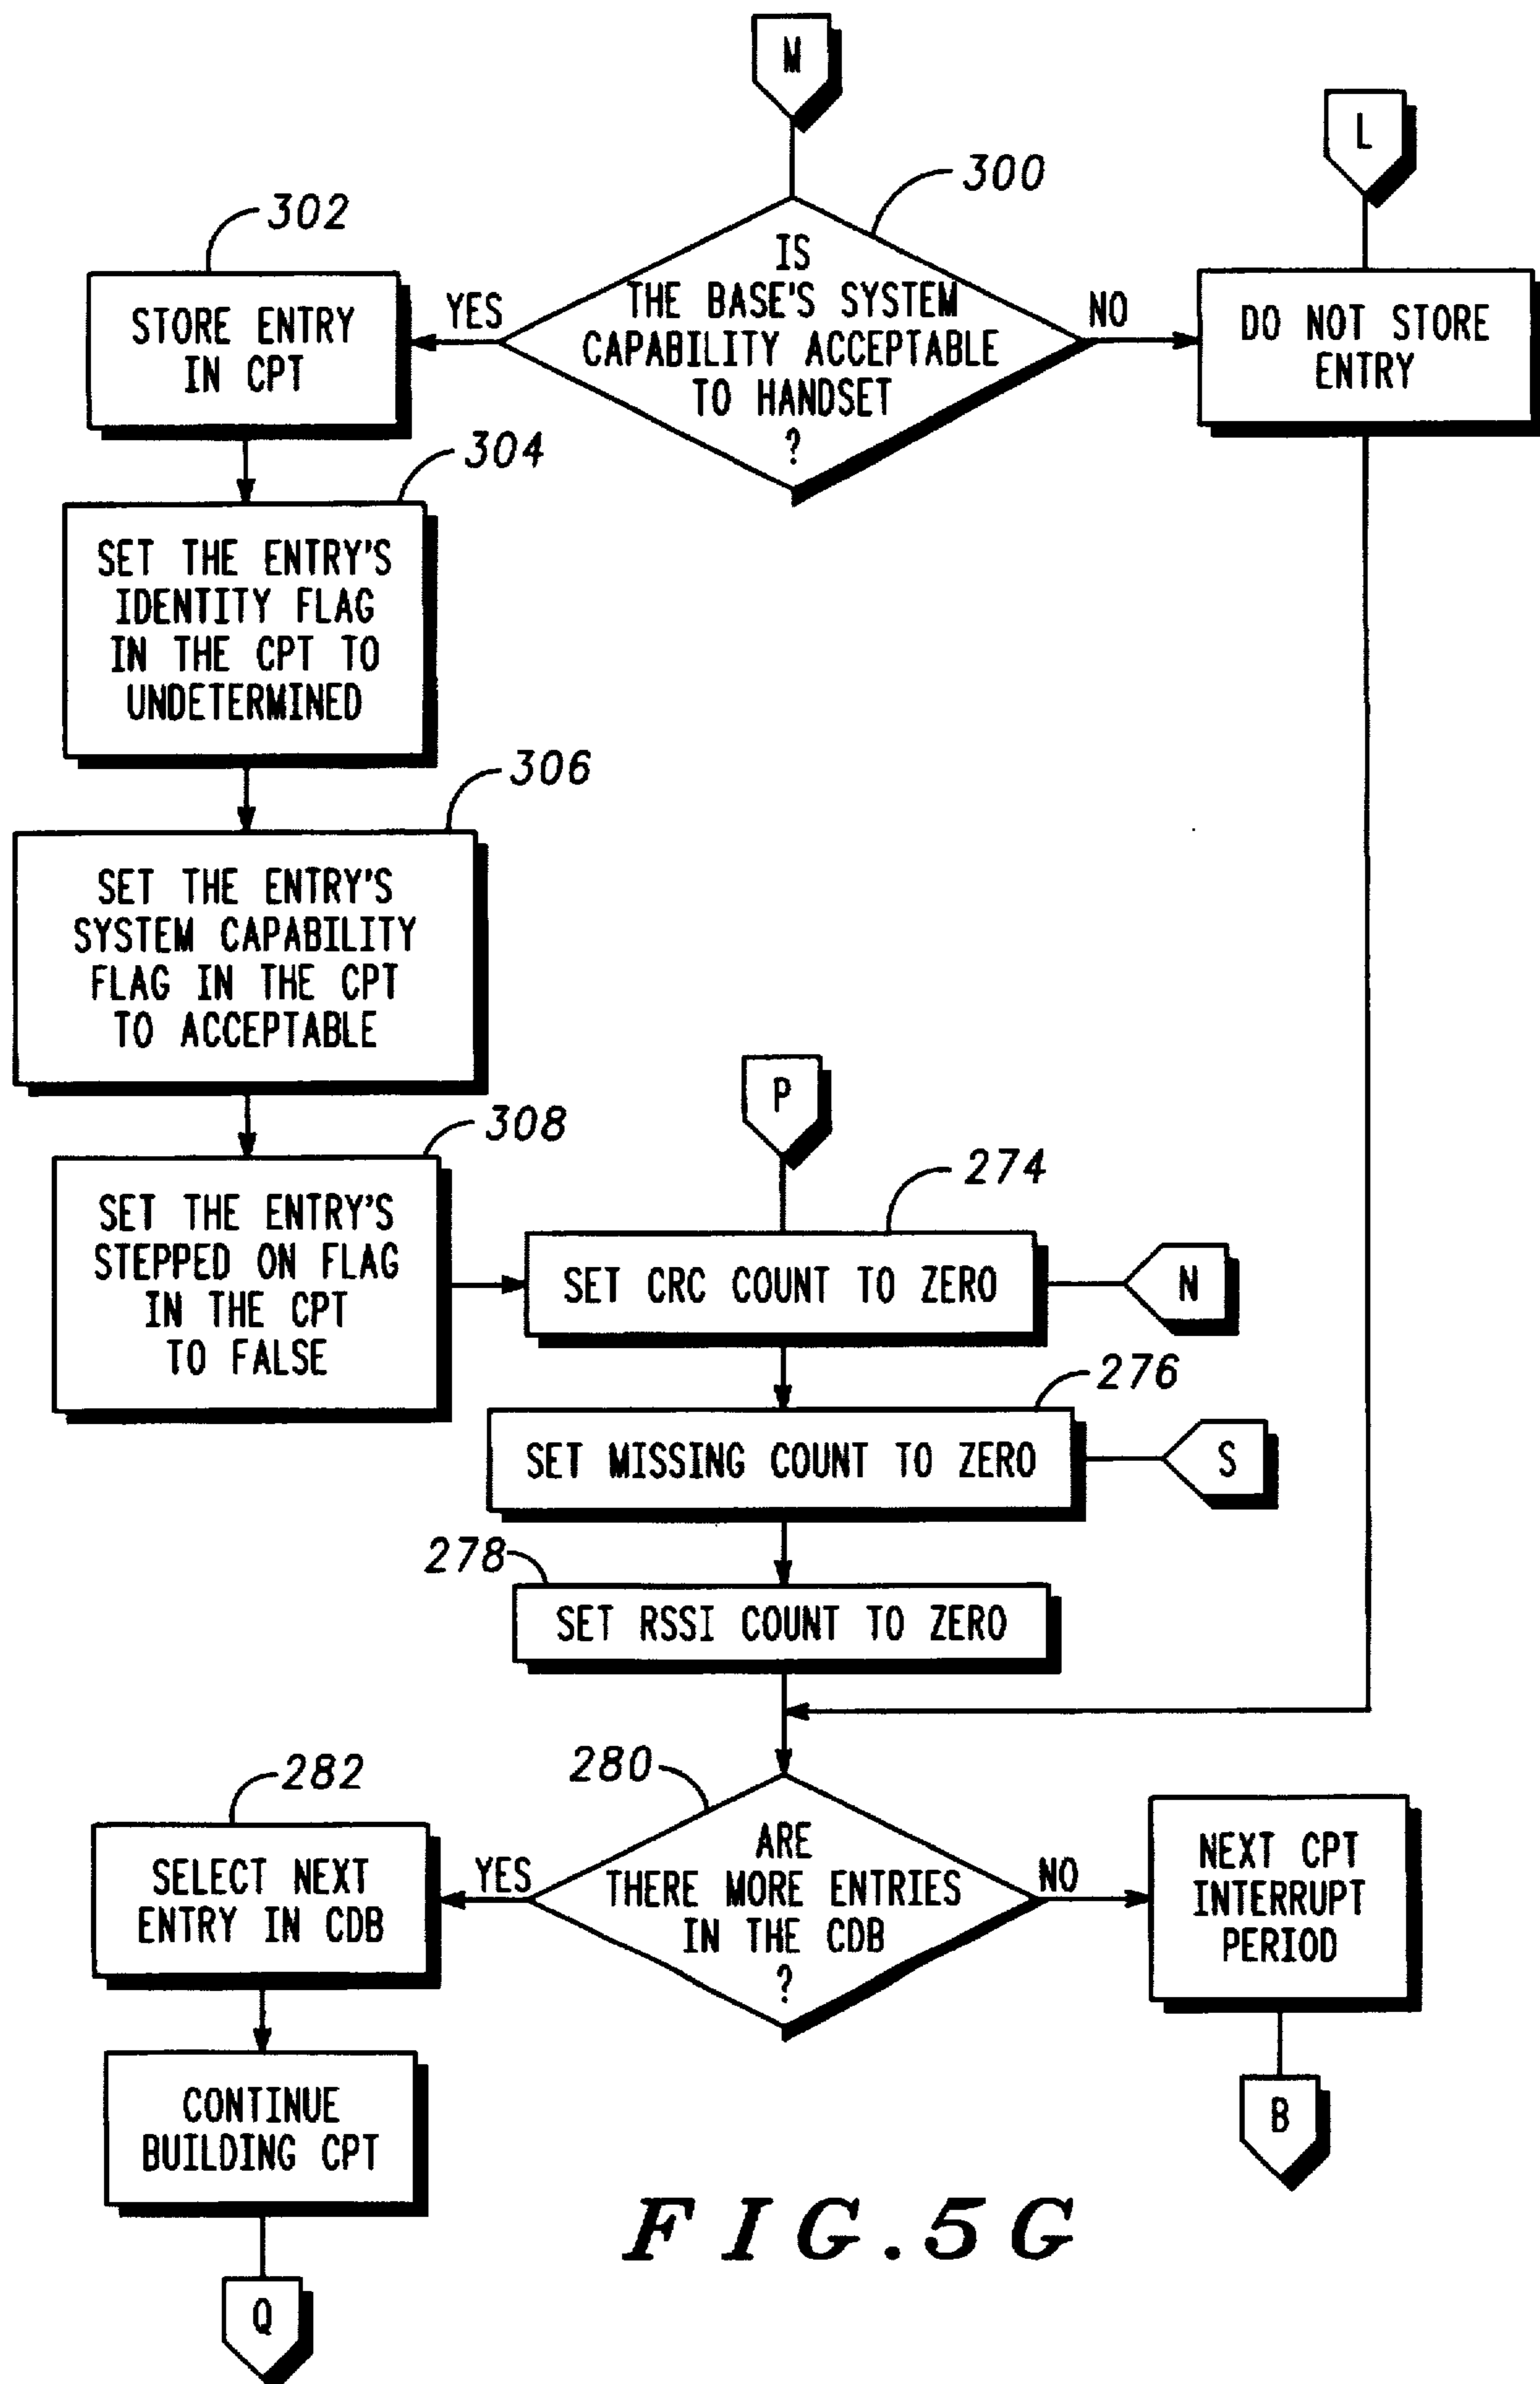 M
L
300
302
IS
THE BASE'S SYSTEM
CAPABILITY ACCEPTABLE
TO HANDSET
?
YES
NO
STORE ENTRY
IN CPT
DO NOT STORE
ENTRY
304
SET THE ENTRY'S
IDENTITY FLAG
IN THE CPT TO
UNDETERMINED
306
SET THE ENTRY'S
SYSTEM CAPABILITY
FLAG IN THE CPT
TO ACCEPTABLE
P
308
SET THE ENTRY'S
STEPPED ON FLAG
IN THE CPT
TO FALSE
274
SET CRC COUNT TO ZERO
N
276
SET MISSING COUNT TO ZERO
S
278
SET RSSI COUNT TO ZERO
280
282
ARE
THERE MORE ENTRIES
IN THE CDB
?
YES
NO
SELECT NEXT
ENTRY IN CDB
NEXT CPT
INTERRUPT
PERIOD
CONTINUE
BUILDING CPT
B
Q
FIG. 5G